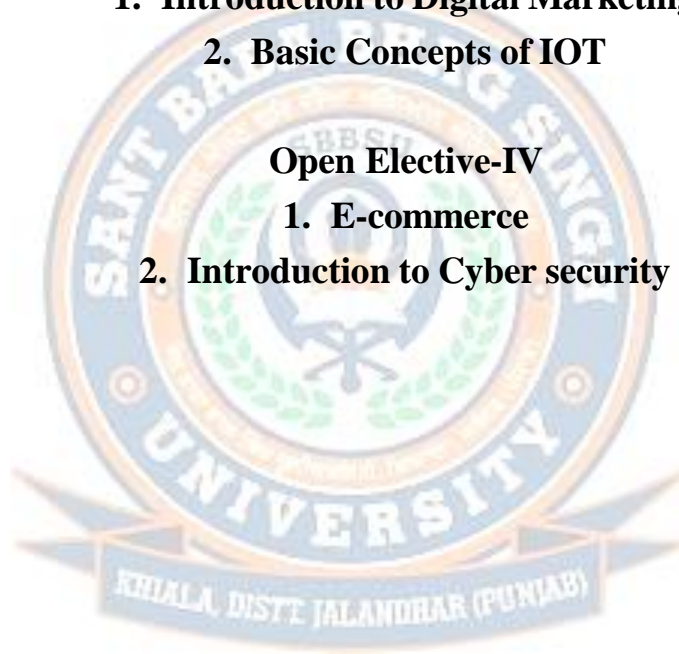 1. Introduction to Digital Marketing
2. Basic Concepts of IOT
Open Elective-IV
1. E-commerce
2. Introduction to Cyber security
SANT BABA BHAG SINGH
SBBSU
UNIVERSITY
KHIALA, DISTT JALANDHAR (PUNJAB)